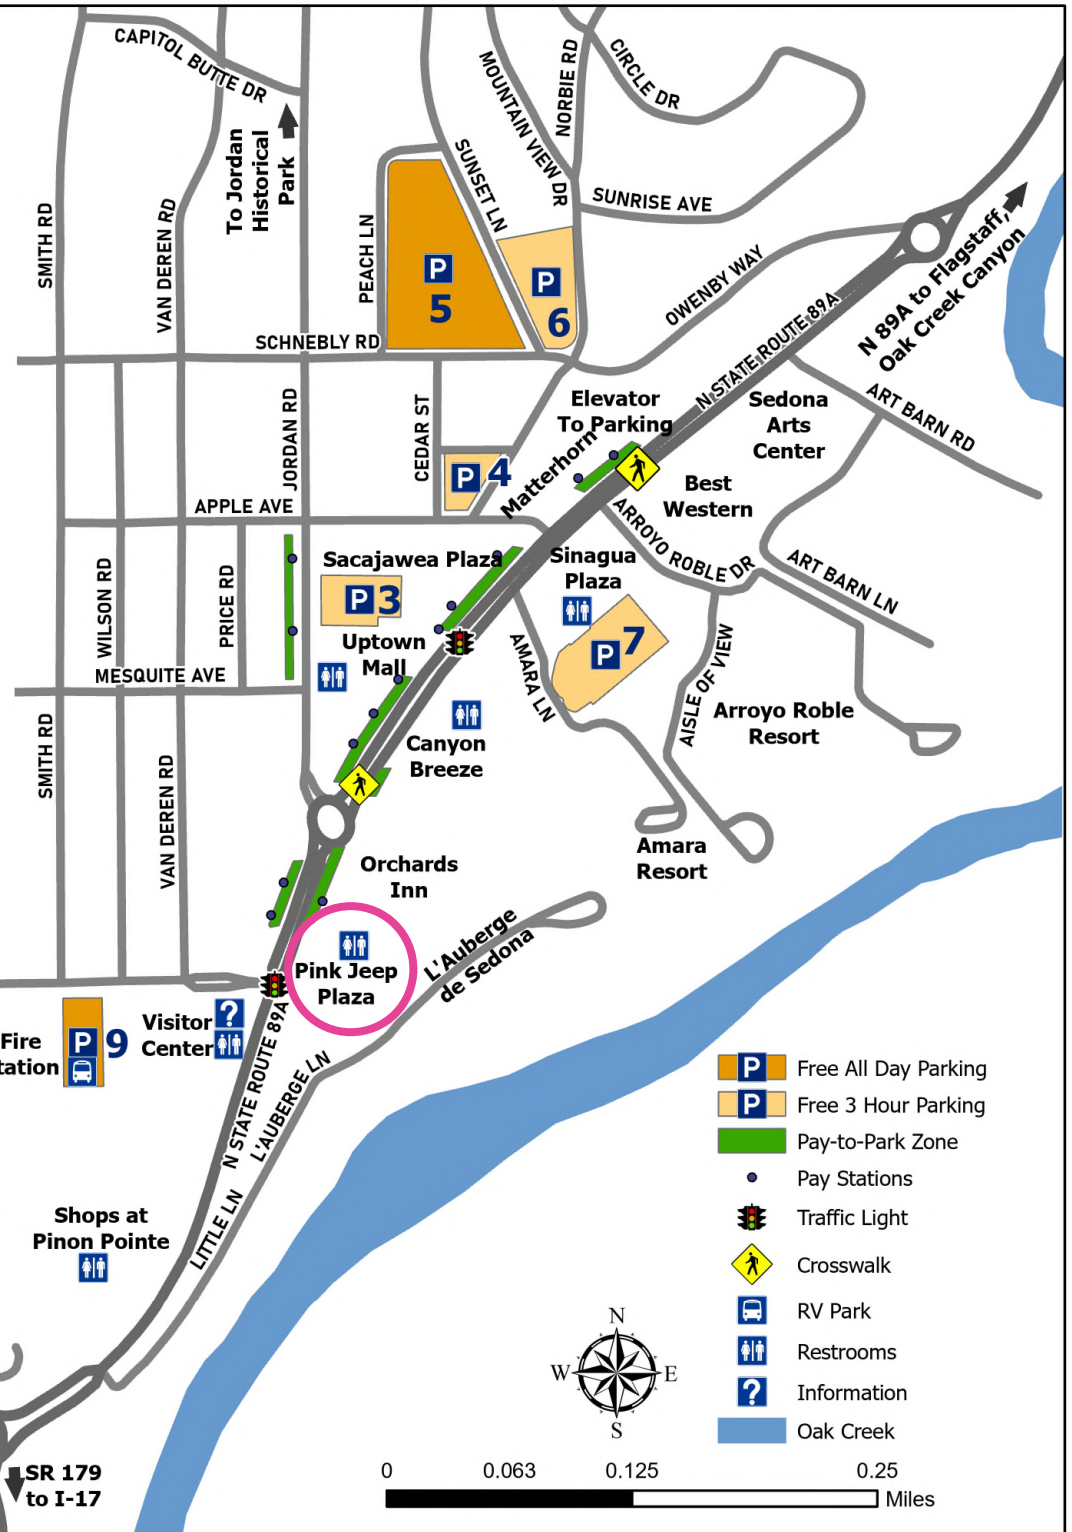 CAPITOL BUTTE DR
To Jordan
Historical
Park
SMITH RD
VAN DEREN RD
PEACH LN
SUNSET LN
MOUNTAIN VIEW DR
NORBIE RD
CIRCLE DR
SUNRISE AVE
P
5
P
6
OWENBY WAY
N STATE ROUTE 89A
N 89A to Flagstaff,
Oak Creek Canyon
SCHNEBLY RD
JORDAN RD
CEDAR ST
P 4
Elevator
To Parking
Matterhorn
Sedona
Arts
Center
ART BARN RD
Best
Western
APPLE AVE
ARROYO ROBLE DR
ART BARN LN
WILSON RD
PRICE RD
Sacajawea Plaza
P 3
Uptown
Mall
Sinagua
Plaza
P 7
AMARA LN
AISLE OF VIEW
MESQUITE AVE
Canyon
Breeze
Arroyo Roble
Resort
SMITH RD
VAN DEREN RD
Amara
Resort
Orchards
Inn
L'Auberge
de Sedona
Pink Jeep
Plaza
Fire
tation
P 9
Visitor
Center
?
N STATE ROUTE 89A
L'AUBERGE LN
LITTLE LN
Shops at
Pinon Pointe
SR 179
to I-17
P Free All Day Parking
P Free 3 Hour Parking
Pay-to-Park Zone
Pay Stations
Traffic Light
Crosswalk
RV Park
Restrooms
? Information
Oak Creek
N
W E
S
0 0.063 0.125 0.25
Miles